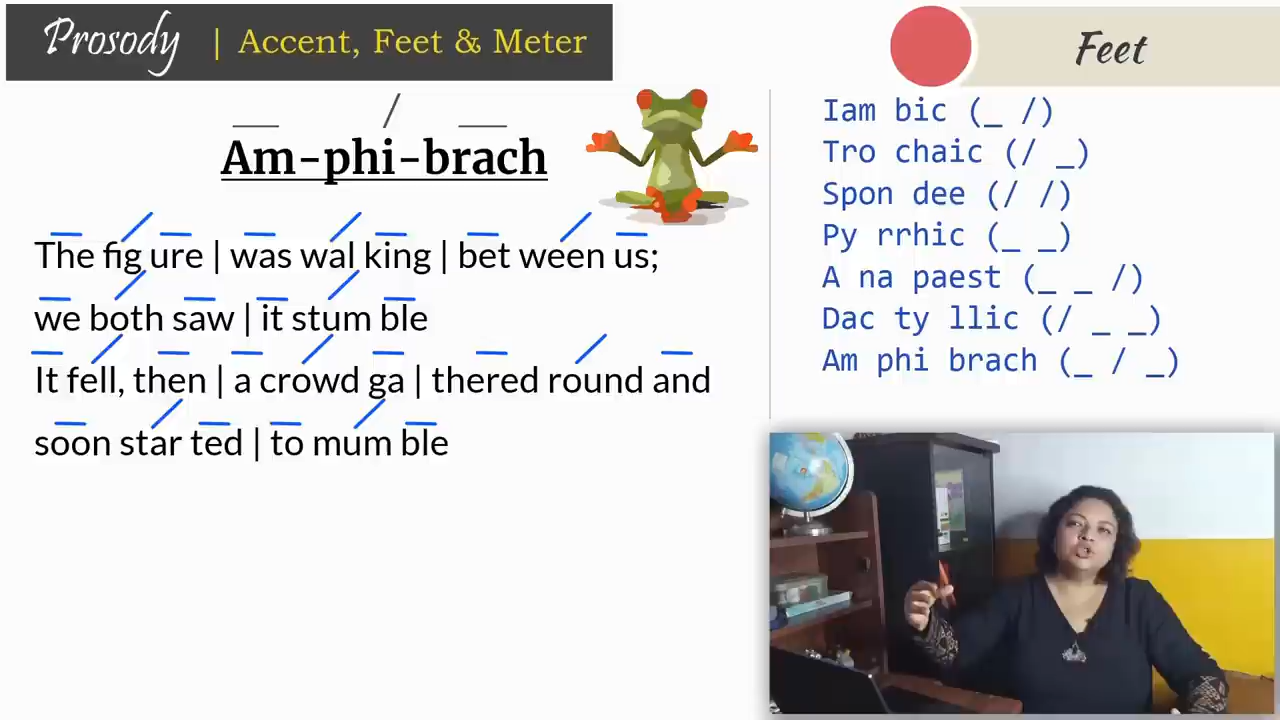 Prosody | Accent, Feet & Meter
Feet
Am-phi-brach
The fig ure | was wal king | bet ween us;
we both saw | it stum ble
It fell, then | a crowd ga | thered round and
soon star ted | to mum ble
Iam bic (_ /)
Tro chaic (/ _)
Spon dee (/ /)
Py rrhic (_ _)
A na paest (_ _ /)
Dac ty llic (/ _ _)
Am phi brach (_ / _)